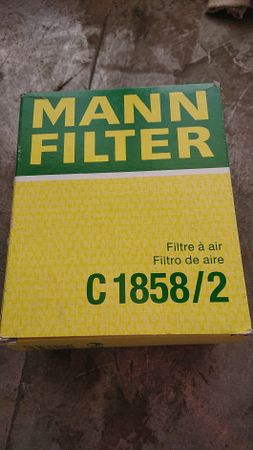 MANN
FILTER
Filtre à air
Filtro de aire
C 1858/2